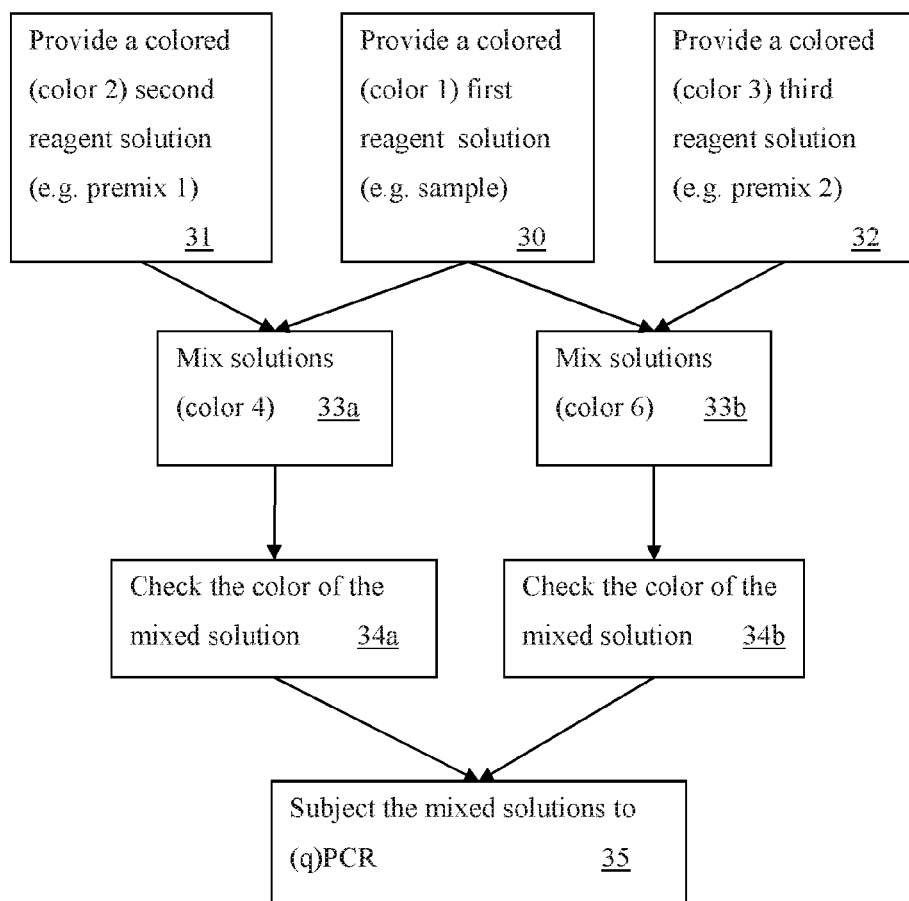 Provide a colored
(color 2) second
reagent solution
(e.g. premix 1)
31
Provide a colored
(color 1) first
reagent solution
(e.g. sample)
30
Provide a colored
(color 3) third
reagent solution
(e.g. premix 2)
32
Mix solutions
(color 4) 33a
Mix solutions
(color 6) 33b
Check the color of the
mixed solution 34a
Check the color of the
mixed solution 34b
Subject the mixed solutions to
(q)PCR 35